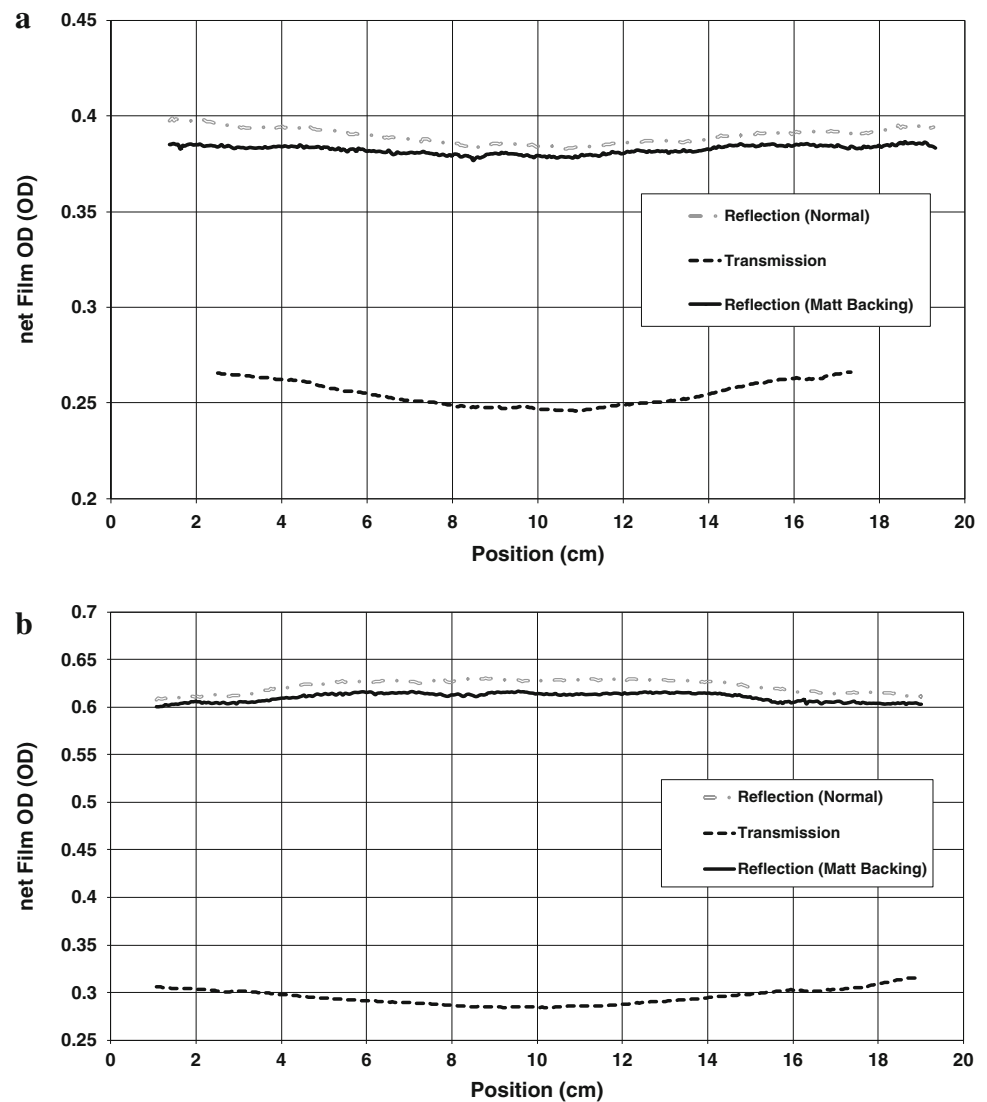 a
0.45
0.4
0.35
0.3
0.25
0.2
net Film OD (OD)
Reflection (Normal)
Transmission
Reflection (Matt Backing)
0 2 4 6 8 10 12 14 16 18 20
Position (cm)
b
0.7
0.65
0.6
0.55
0.5
0.45
0.4
0.35
0.3
0.25
net Film OD (OD)
Reflection (Normal)
Transmission
Reflection (Matt Backing)
0 2 4 6 8 10 12 14 16 18 20
Position (cm)